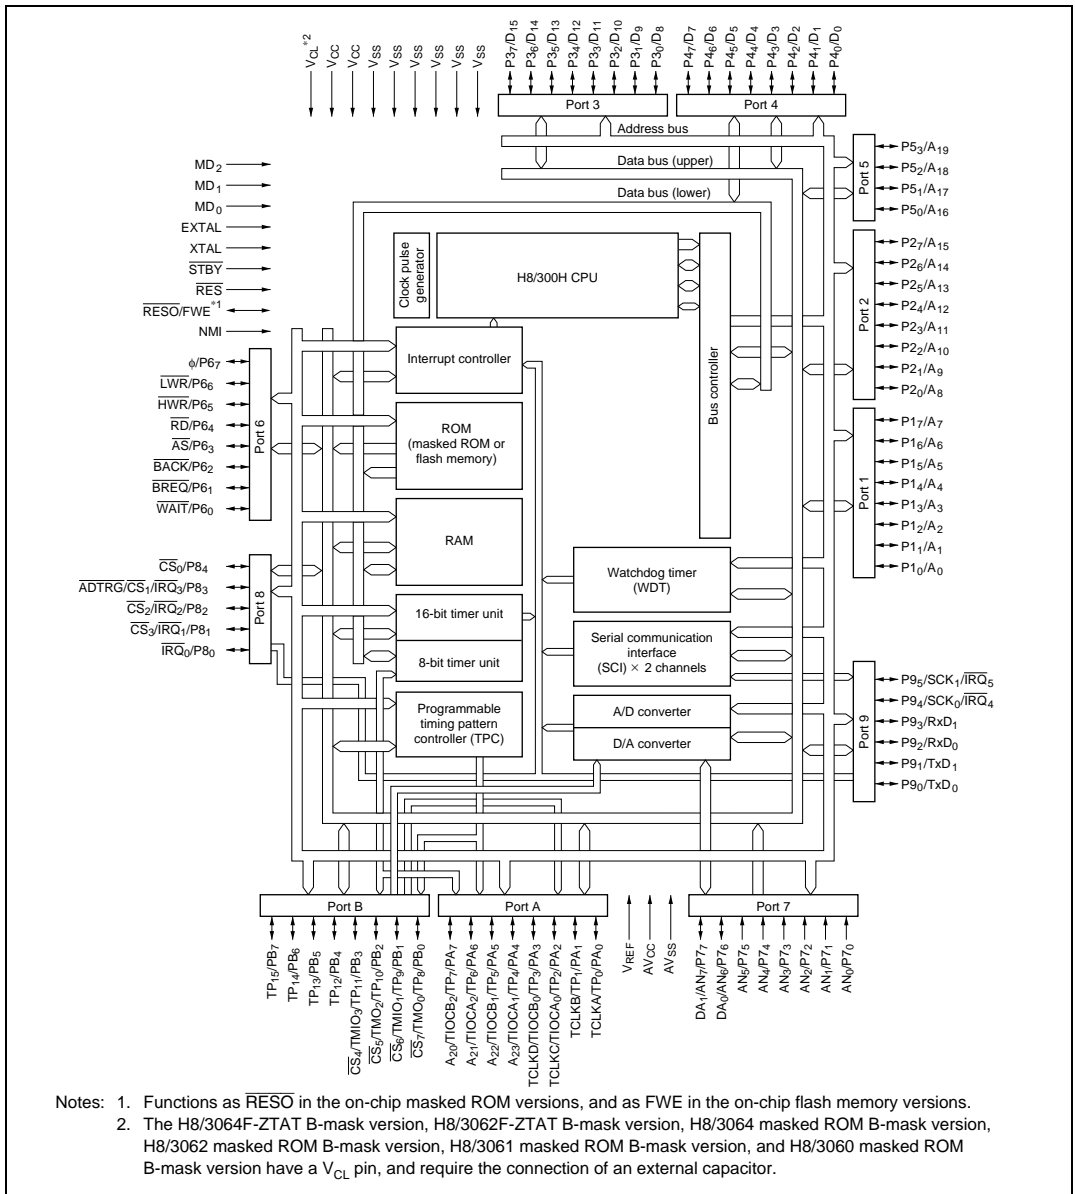 VCL*2
VCC
VCC
VSS
VSS
VSS
VSS
VSS
VSS
P37/D15
P36/D14
P35/D13
P34/D12
P33/D11
P32/D10
P31/D9
P30/D8
P47/D7
P46/D6
P45/D5
P44/D4
P43/D3
P42/D2
P41/D1
P40/D0
Port 3
Port 4
Address bus
Data bus (upper)
Data bus (lower)
MD2
MD1
MD0
EXTAL
XTAL
STBY
RES
RESO/FWE*1
NMI
φ/P67
LWR/P66
HWR/P65
RD/P64
AS/P63
BACK/P62
BREQ/P61
WAIT/P60
Port 6
CS0/P84
ADTRG/CS1/IRQ3/P83
CS2/IRQ2/P82
CS3/IRQ1/P81
IRQ0/P80
Port 8
Clock pulse
generator
H8/300H CPU
Interrupt controller
ROM
(masked ROM or
flash memory)
RAM
16-bit timer unit
8-bit timer unit
Programmable
timing pattern
controller (TPC)
Bus controller
Watchdog timer
(WDT)
Serial communication
interface
(SCI) × 2 channels
A/D converter
D/A converter
Port 5
P53/A19
P52/A18
P51/A17
P50/A16
Port 2
P27/A15
P26/A14
P25/A13
P24/A12
P23/A11
P22/A10
P21/A9
P20/A8
Port 1
P17/A7
P16/A6
P15/A5
P14/A4
P13/A3
P12/A2
P11/A1
P10/A0
Port 9
P95/SCK1/IRQ5
P94/SCK0/IRQ4
P93/RxD1
P92/RxD0
P91/TxD1
P90/TxD0
Port B
Port A
Port 7
TP15/PB7
TP14/PB6
TP13/PB5
TP12/PB4
CS4/TMIO3/TP11/PB3
CS5/TMO2/TP10/PB2
CS6/TMIO1/TP9/PB1
CS7/TMO0/TP8/PB0
A20/TIOCB2/TP7/PA7
A21/TIOCA2/TP6/PA6
A22/TIOCB1/TP5/PA5
A23/TIOCA1/TP4/PA4
TCLKD/TIOCB0/TP3/PA3
TCLKC/TIOCA0/TP2/PA2
TCLKB/TP1/PA1
TCLKA/TP0/PA0
VREF
AVCC
AVSS
DA1/AN7/P77
DA0/AN6/P76
AN5/P75
AN4/P74
AN3/P73
AN2/P72
AN1/P71
AN0/P70
Notes: 1. Functions as RESO in the on-chip masked ROM versions, and as FWE in the on-chip flash memory versions.
2. The H8/3064F-ZTAT B-mask version, H8/3062F-ZTAT B-mask version, H8/3064 masked ROM B-mask version,
H8/3062 masked ROM B-mask version, H8/3061 masked ROM B-mask version, and H8/3060 masked ROM
B-mask version have a VCL pin, and require the connection of an external capacitor.